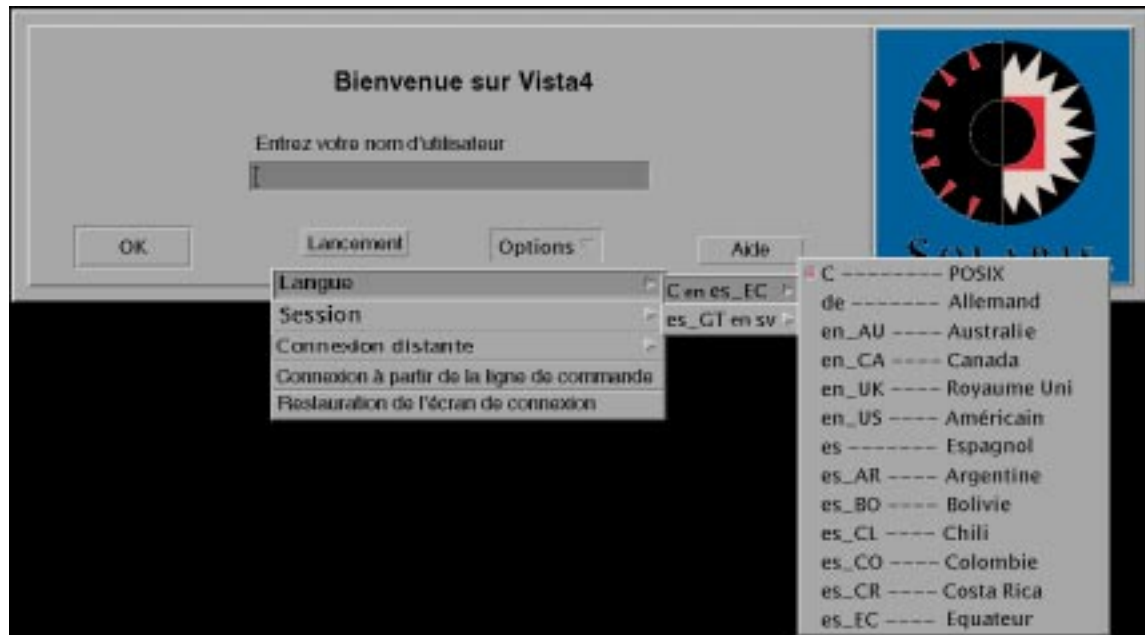 Bienvenue sur Vista4
Entrez votre nom d'utilisateur
OK
Lancement
Options
Aide
Langue
Session
Connexion distante
Connexion à partir de la ligne de commande
Restauration de l'écran de connexion
C en es_EC
es_GT en sv
C -------- POSIX
de ------- Allemand
en_AU ---- Australie
en_CA ---- Canada
en_UK ---- Royaume Uni
en_US ---- Américain
es ------- Espagnol
es_AR ---- Argentine
es_BO ---- Bolivie
es_CL ---- Chili
es_CO ---- Colombie
es_CR ---- Costa Rica
es_EC ---- Equateur